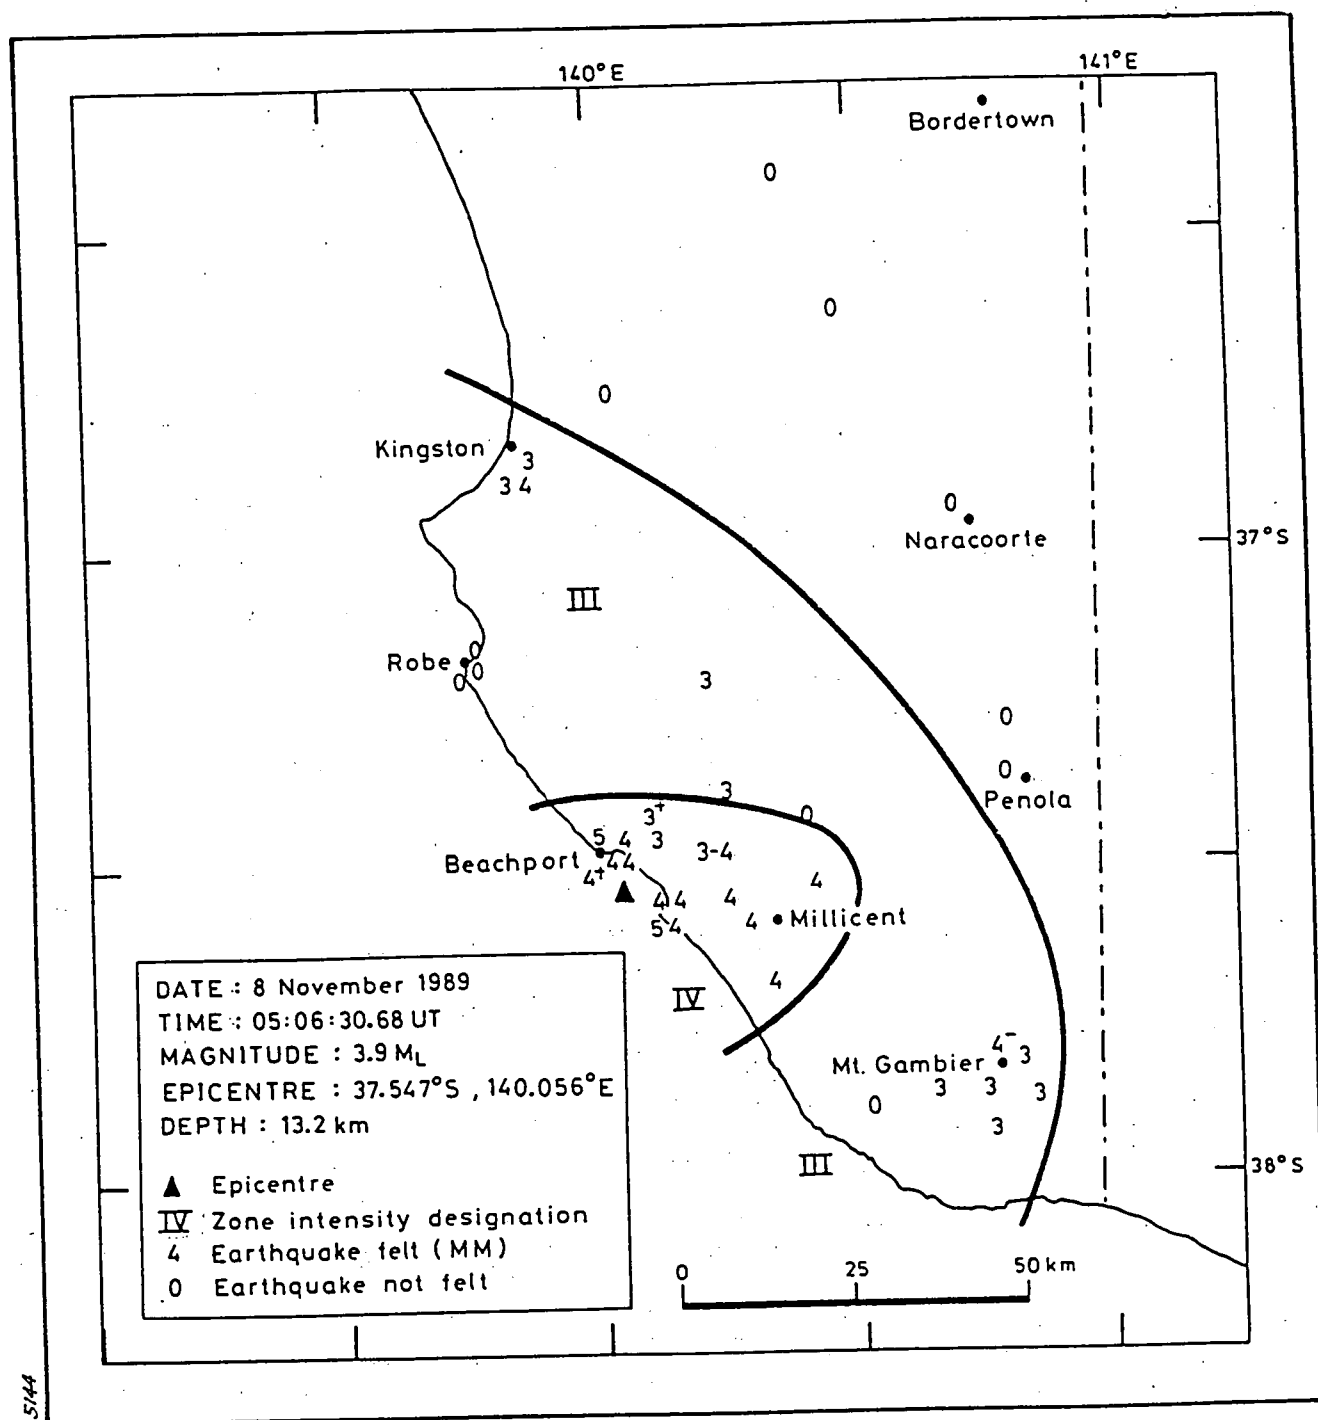 140°E
141°E
Bordertown
0
0
0
Kingston
3
3 4
0
Naracoorte
37°S
III
0
Robe
0
0
3
0
0
Penola
3
0
3+
5 4 3
Beachport
4 4
3-4
4+
4
4 4
4
5 4
4
Millicent
4
IV
DATE : 8 November 1989
TIME : 05:06:30.68 UT
MAGNITUDE : 3.9 ML
EPICENTRE : 37.547°S , 140.056°E
DEPTH : 13.2 km
Epicentre
IV Zone intensity designation
4 Earthquake felt ( MM )
0 Earthquake not felt
4-
3
Mt. Gambier
3
3
3
0
3
III
38°S
0
25
50 km
5144